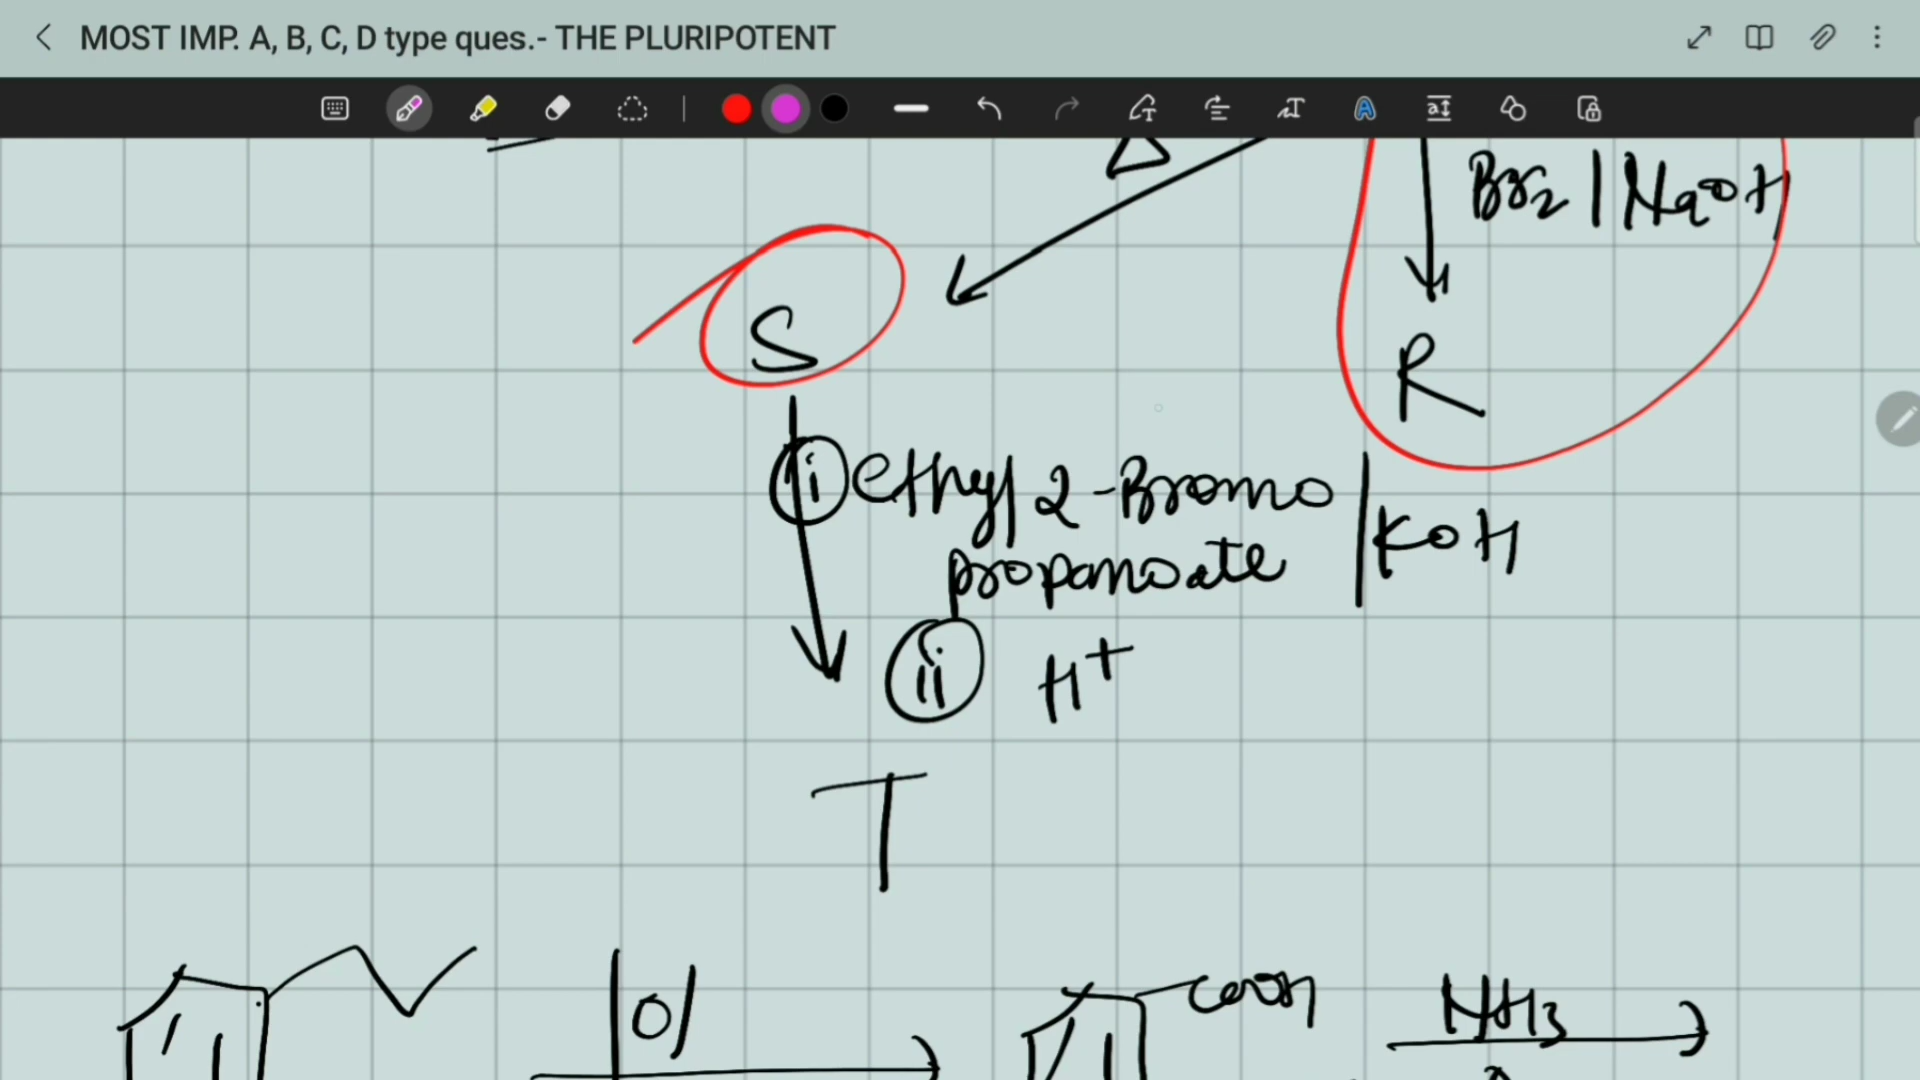 MOST IMP. A, B, C, D type ques.- THE PLURIPOTENT
Δ
Br2 | NaOH
S
R
i ethyl 2-Bromo
propanoate | KOH
ii H+
T
|O|
COOH
NH3